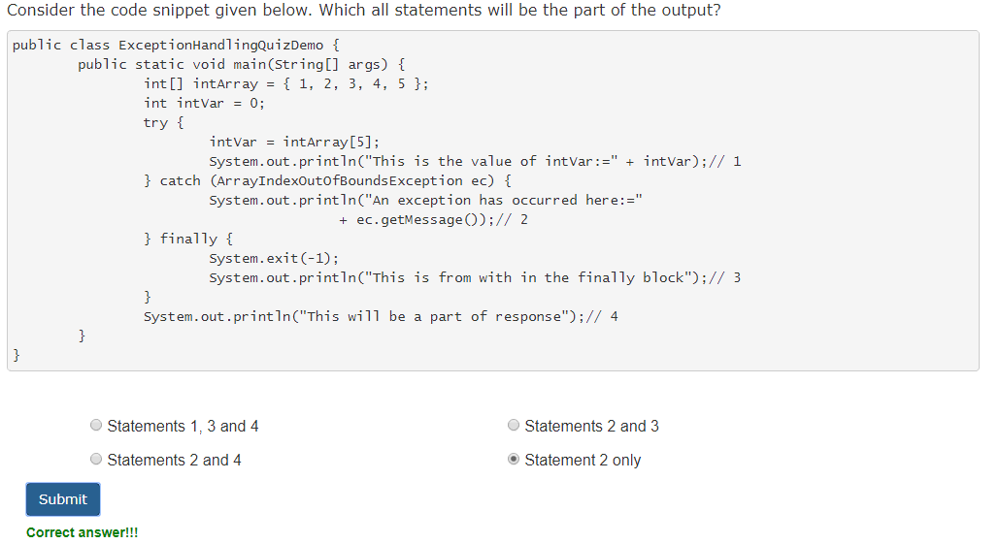 Consider the code snippet given below. Which all statements will be the part of the output?
public class ExceptionHandlingQuizDemo {
        public static void main(String[] args) {
                int[] intArray = { 1, 2, 3, 4, 5 };
                int intVar = 0;
                try {
                        intVar = intArray[5];
                        System.out.println("This is the value of intVar:=" + intVar);// 1
                } catch (ArrayIndexOutOfBoundsException ec) {
                        System.out.println("An exception has occurred here:="
                                        + ec.getMessage());// 2
                } finally {
                        System.exit(-1);
                        System.out.println("This is from with in the finally block");// 3
                }
                System.out.println("This will be a part of response");// 4
        }
}
Statements 1, 3 and 4
Statements 2 and 3
Statements 2 and 4
Statement 2 only
Submit
Correct answer!!!